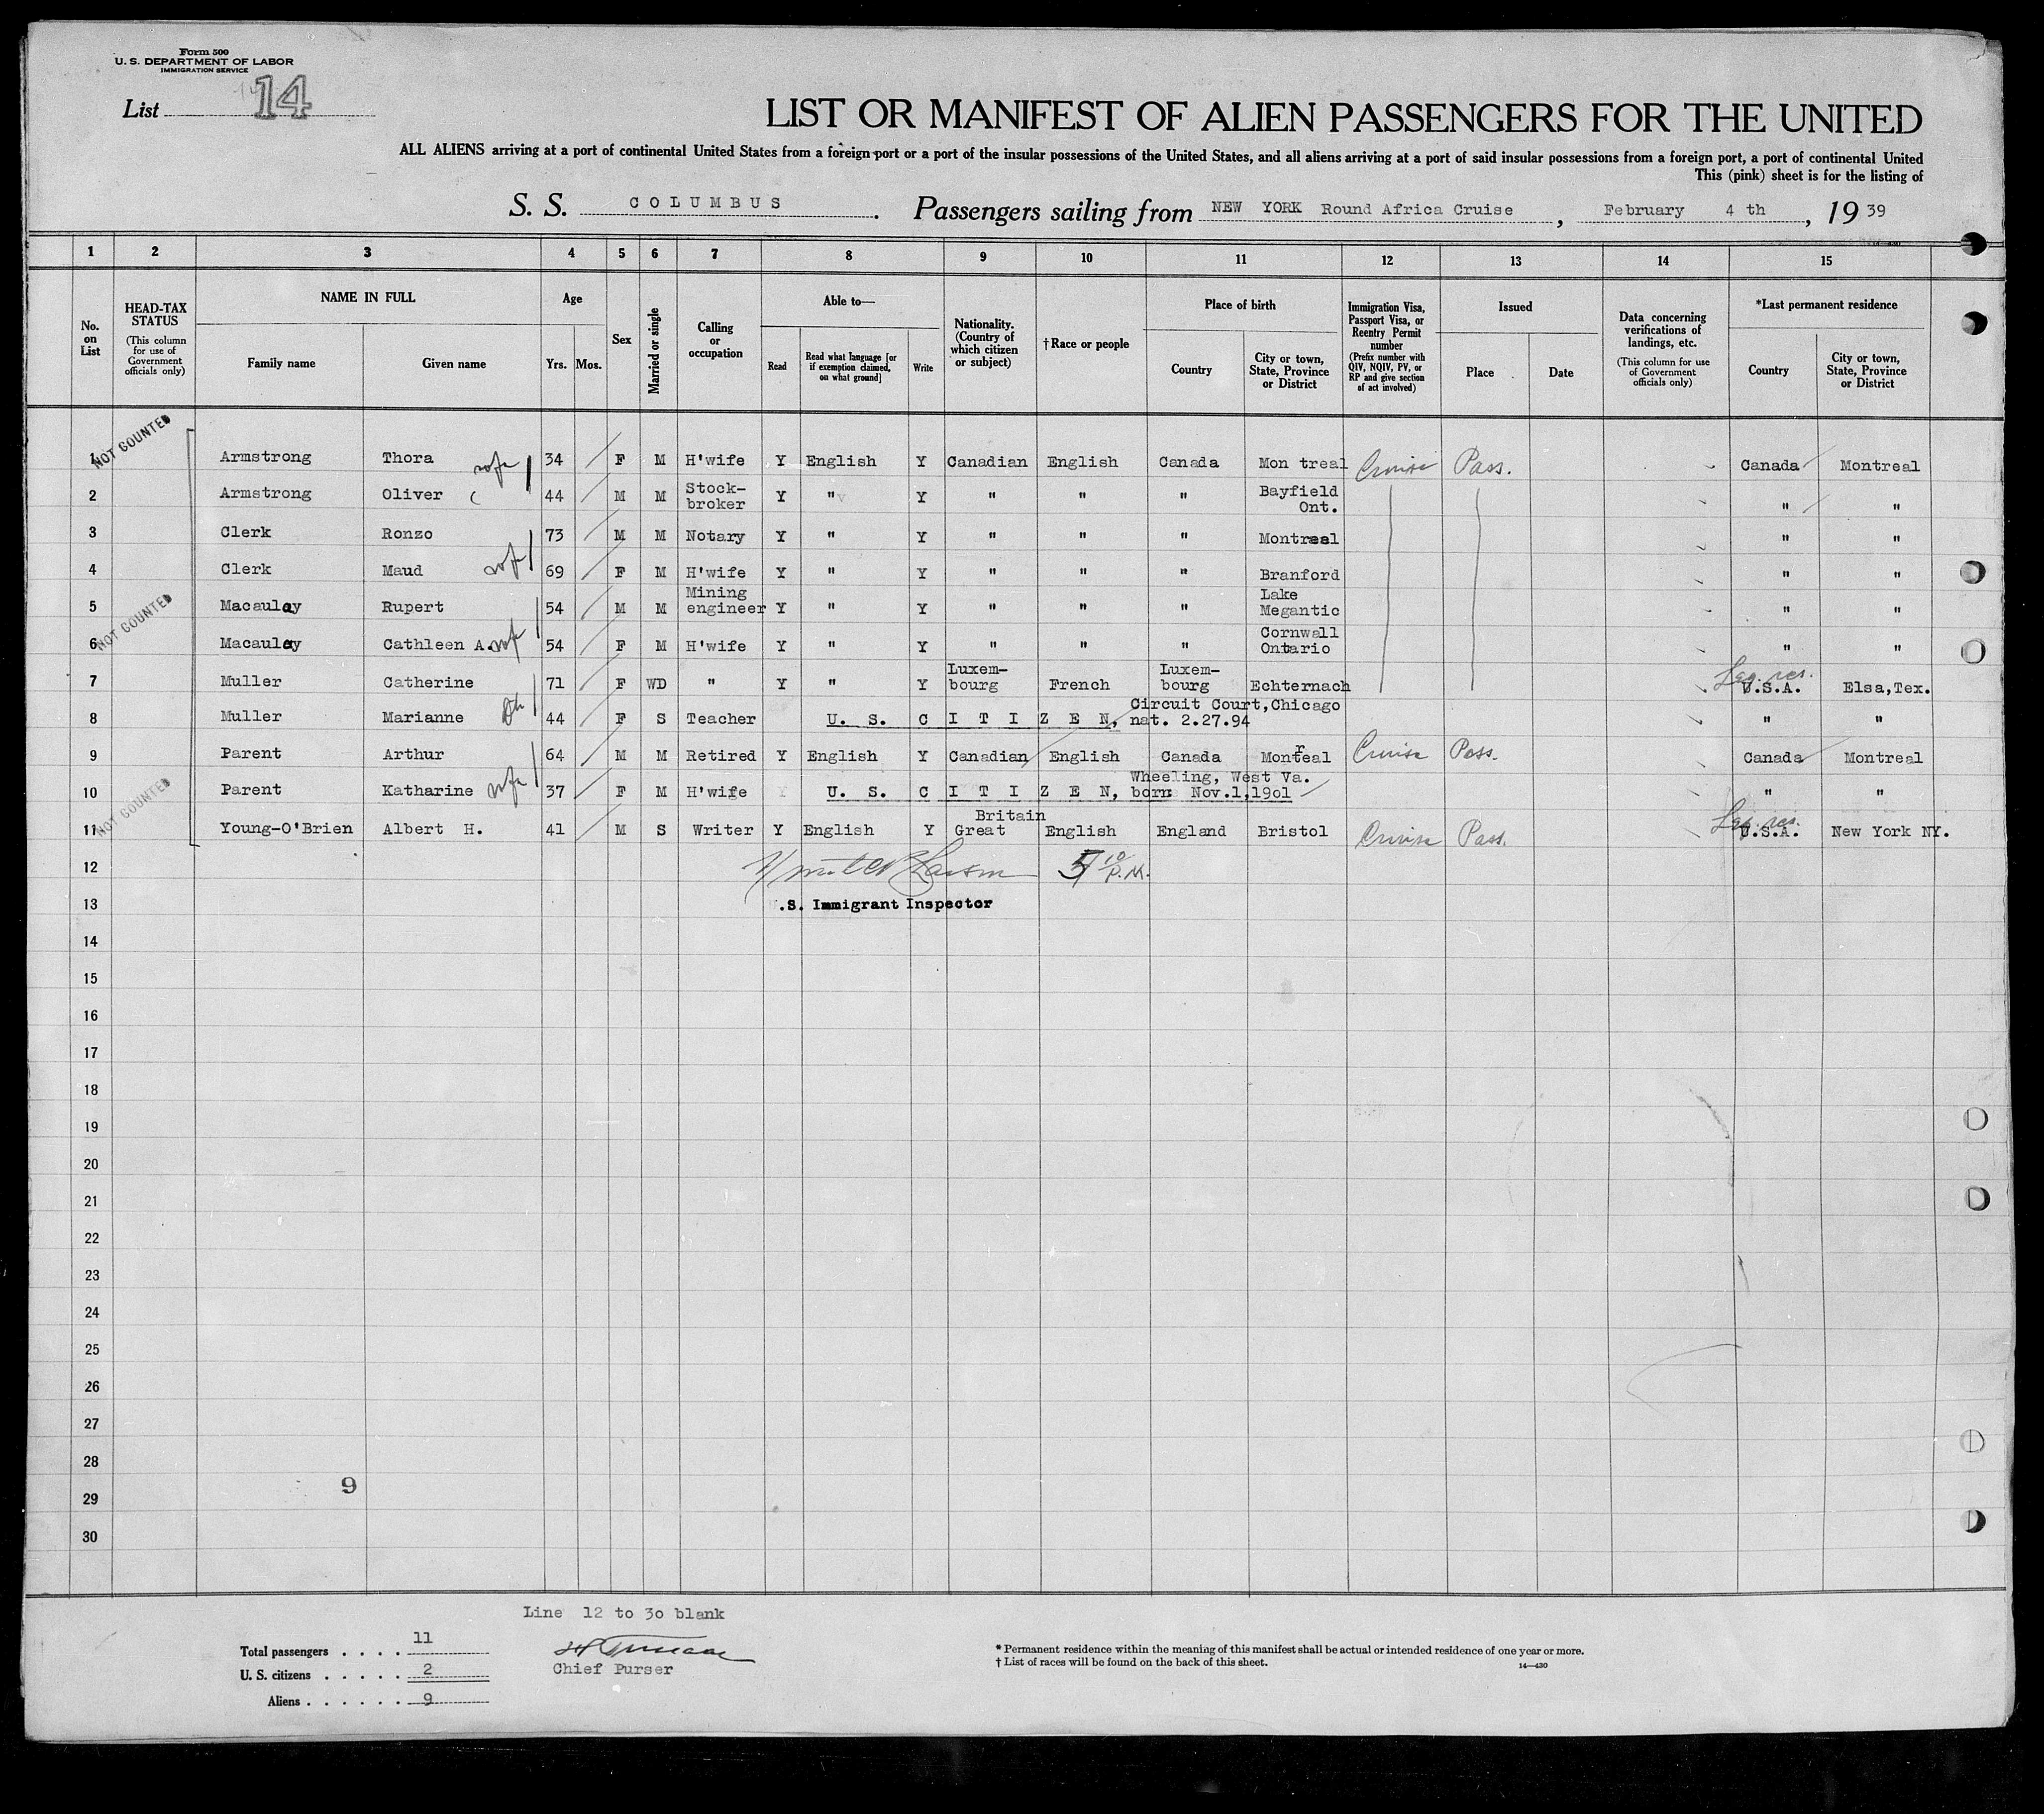 Form 500
U. S. DEPARTMENT OF LABOR
IMMIGRATION SERVICE
List 14
LIST OR MANIFEST OF ALIEN PASSENGERS FOR THE UNITED
ALL ALIENS arriving at a port of continental United States from a foreign port or a port of the insular possessions of the United States, and all aliens arriving at a port of said insular possessions from a foreign port, a port of continental United
This (pink) sheet is for the listing of
S. S. COLUMBUS. Passengers sailing from NEW YORK Round Africa Cruise, February 4 th, 19 39
1 2 3 4 5 6 7 8 9 10 11 12 13 14 15
No. on List
HEAD-TAX STATUS (This column for use of Government officials only)
NAME IN FULL
Family name
Given name
Age
Yrs. Mos.
Sex
Married or single
Calling or occupation
Able to—
Read
Read what language [or if exemption claimed, on what ground]
Write
Nationality. (Country of which citizen or subject)
† Race or people
Place of birth
Country
City or town, State, Province or District
Immigration Visa, Passport Visa, or Reentry Permit number (Prefix number with QIV, NQIV, PV, or RP and give section of act involved)
Issued
Place
Date
Data concerning verifications of landings, etc. (This column for use of Government officials only)
*Last permanent residence
Country
City or town, State, Province or District
NOT COUNTED
1 Armstrong Thora wife 34 F M H'wife Y English Y Canadian English Canada Mon treal Cruise Pass. Canada Montreal
2 Armstrong Oliver 44 M M Stock-broker Y " Y " " " Bayfield Ont. " "
3 Clerk Ronzo 73 M M Notary Y " Y " " " Montreal " "
4 Clerk Maud wife 69 F M H'wife Y " Y " " " Branford " "
NOT COUNTED
5 Macaulay Rupert 54 M M Mining engineer Y " Y " " " Lake Megantic " "
6 Macaulay Cathleen A. wife 54 F M H'wife Y " Y " " " Cornwall Ontario " "
7 Muller Catherine 71 F WD " Y " Y Luxem-bourg French Luxem-bourg Echternach Leg. res. U.S.A. Elsa,Tex.
8 Muller Marianne 44 F S Teacher U. S. C I T I Z E N, Circuit Court,Chicago nat. 2.27.94 " "
9 Parent Arthur 64 M M Retired Y English Y Canadian English Canada Montreal Cruise Pass. Canada Montreal
NOT COUNTED
10 Parent Katharine wife 37 F M H'wife U. S. C I T I Z E N, Wheeling, West Va. born: Nov.1,19o1 " "
11 Young-O'Brien Albert H. 41 M S Writer Y English Y Great Britain English England Bristol Cruise Pass. Leg. res. U.S.A. New York NY.
12 5 10 P.M.
13 .S. Immigrant Inspector
14
15
16
17
18
19
20
21
22
23
24
25
26
27
28
9
29
30
Line 12 to 3o blank
Total passengers . . . . 11
U. S. citizens . . . . . 2
Aliens . . . . . . 9
Chief Purser
* Permanent residence within the meaning of this manifest shall be actual or intended residence of one year or more.
† List of races will be found on the back of this sheet.
14—430